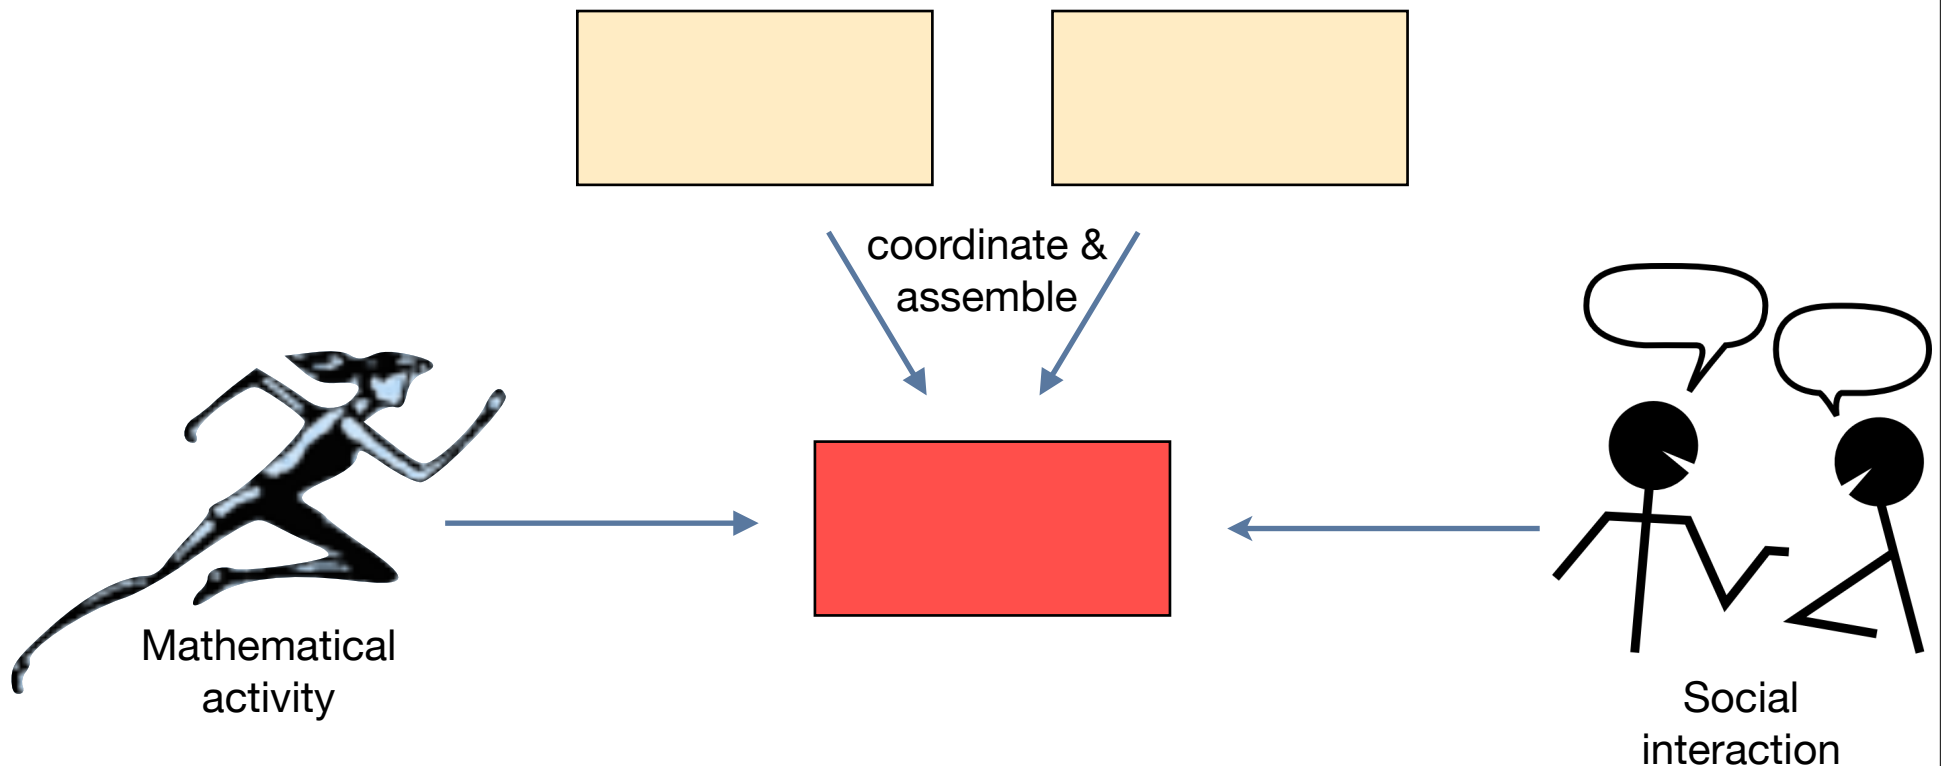 coordinate &
assemble
Mathematical
activity
Social
interaction